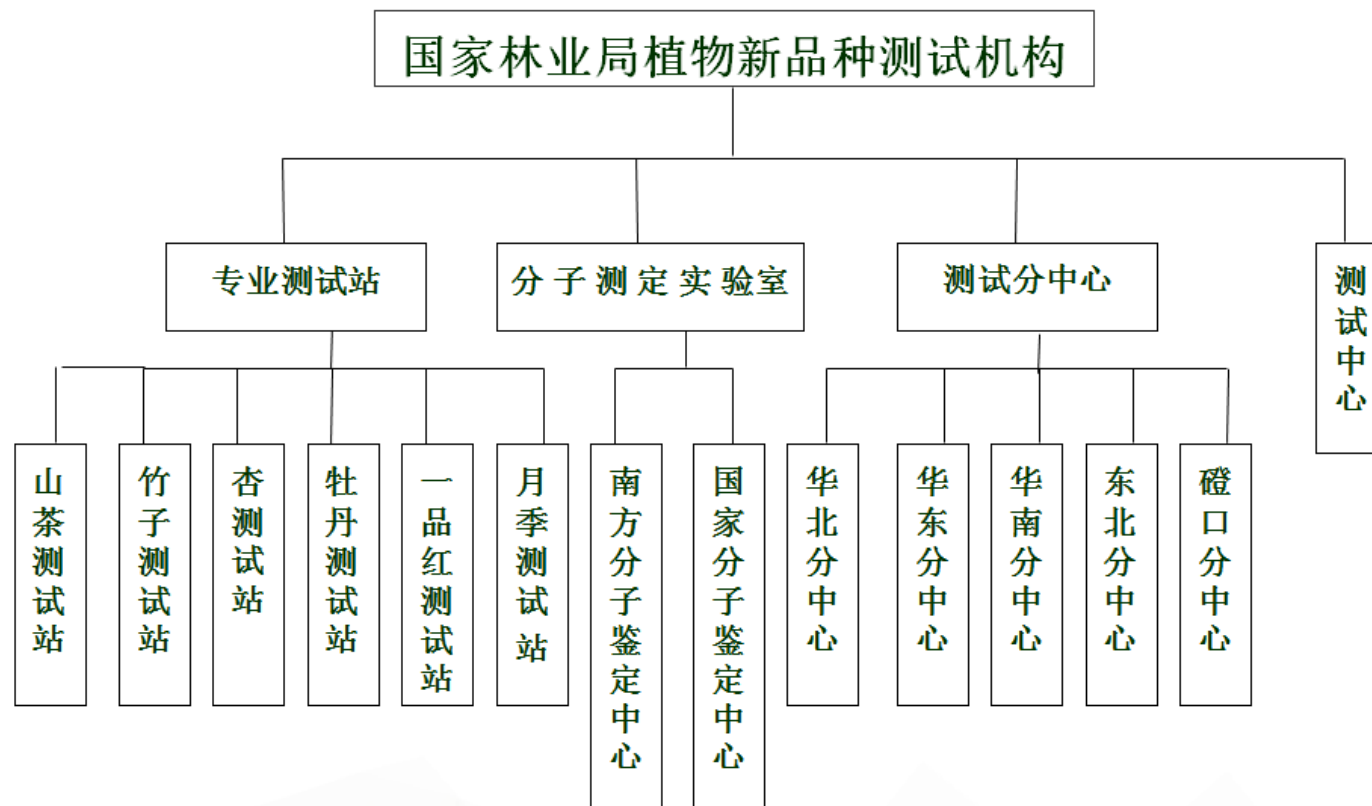 国家林业局植物新品种测试机构
专业测试站
分子测定实验室
测试分中心
测试中心
山茶测试站
竹子测试站
杏测试站
牡丹测试站
一品红测试站
月季测试站
南方分子鉴定中心
国家分子鉴定中心
华北分中心
华东分中心
华南分中心
东北分中心
磴口分中心